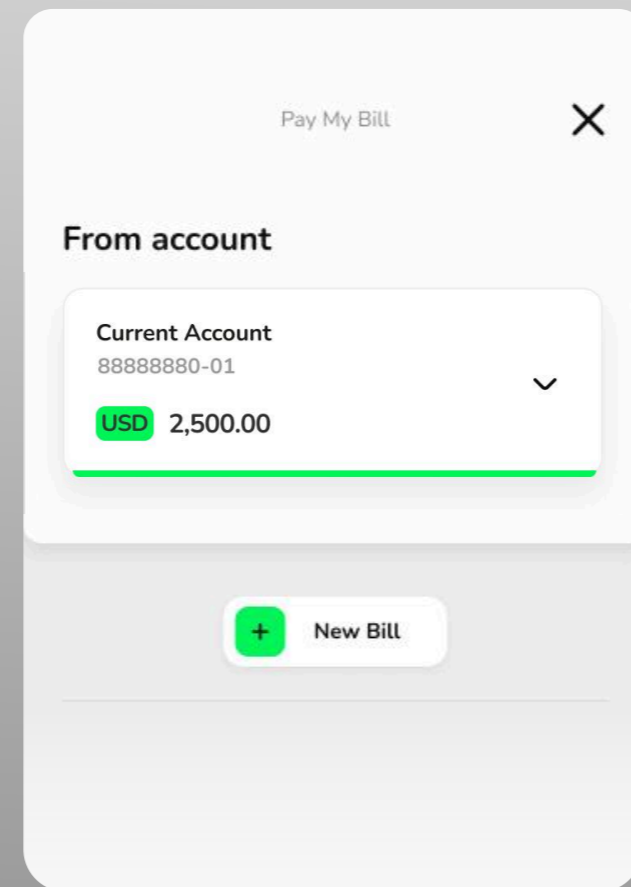 Pay My Bill
From account
Current Account
88888880-01
USD 2,500.00
+ New Bill